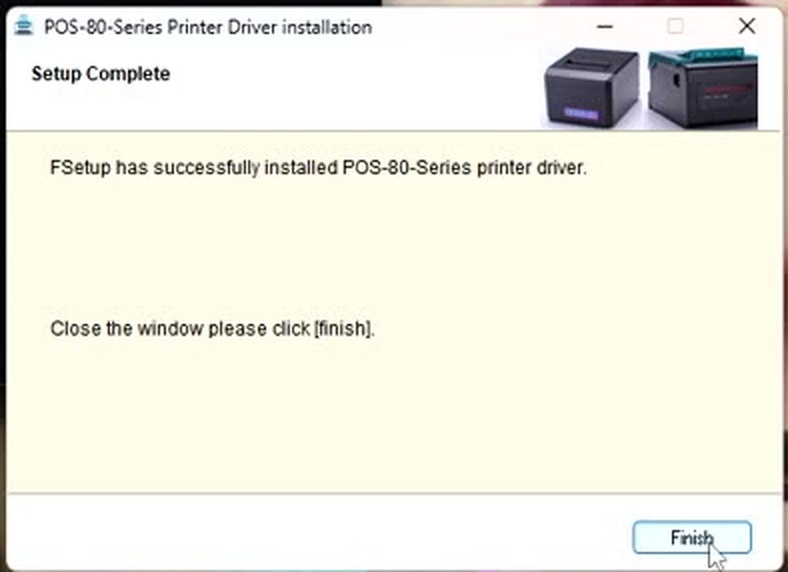 POS-80-Series Printer Driver installation
Setup Complete
FSetup has successfully installed POS-80-Series printer driver.
Close the window please click [finish].
Finish